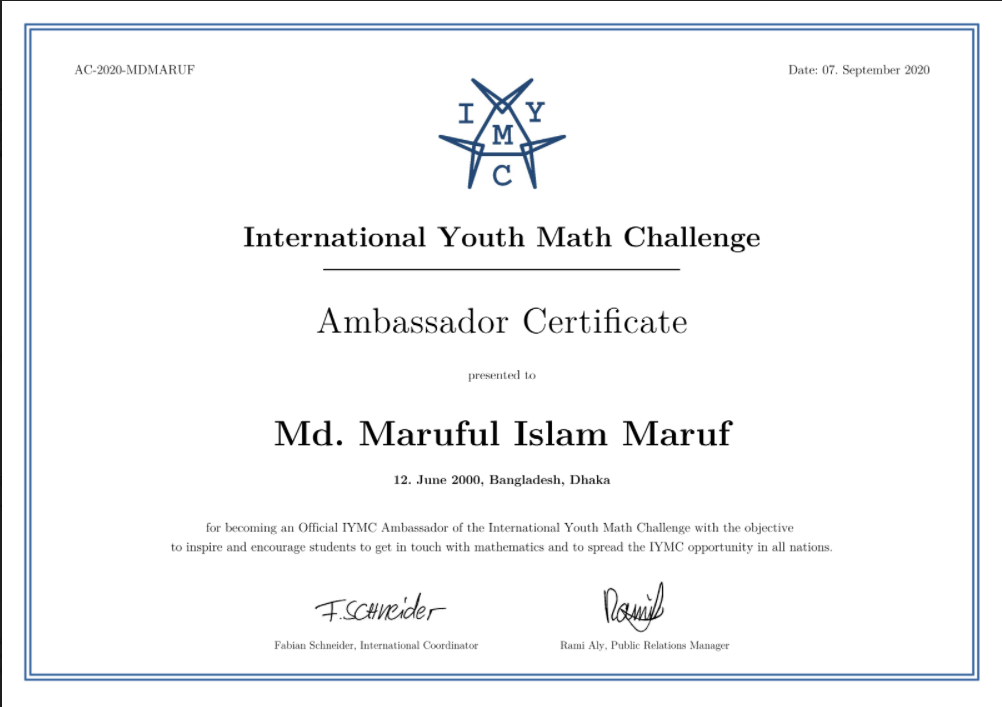 AC-2020-MDMARUF
Date: 07. September 2020
I Y
M
C
International Youth Math Challenge
Ambassador Certificate
presented to
Md. Maruful Islam Maruf
12. June 2000, Bangladesh, Dhaka
for becoming an Official IYMC Ambassador of the International Youth Math Challenge with the objective
to inspire and encourage students to get in touch with mathematics and to spread the IYMC opportunity in all nations.
F. Schneider
Rami
Fabian Schneider, International Coordinator
Rami Aly, Public Relations Manager